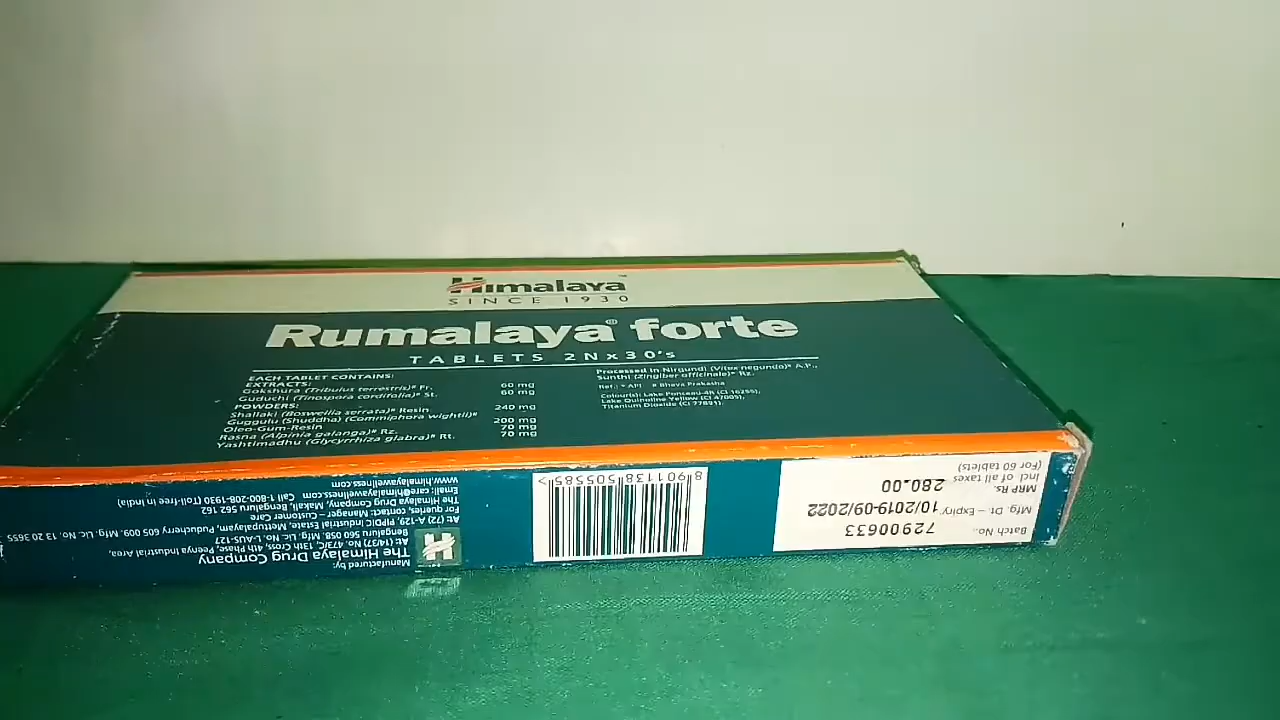 Himalaya
SINCE 1930
Rumalaya® forte
TABLETS 2Nx30's
EACH TABLET CONTAINS:
EXTRACTS:
Gokshura (Tribulus terrestris)# Fr. 60 mg
Guduchi (Tinospora cordifolia)* St. 60 mg
POWDERS:
Shallaki (Boswellia serrata)* Resin 240 mg
Guggulu (Shuddha) (Commiphora wightii)*
Oleo-Gum-Resin 200 mg
Rasna (Alpinia galanga)* Rz. 70 mg
Yashtimadhu (Glycyrrhiza glabra)* Rt. 70 mg
Processed in Nirgundi (Vitex negundo)* A.P.,
Sunthi (Zingiber officinale)* Rz.
Ref.: * API # Bhava Prakasha
Colour(s): Lake Ponceau-4R (CI 16255),
Lake Quinoline Yellow (CI 47005),
Titanium Dioxide (CI 77891).
Batch No. 72900633
Mfg. Dt - Expiry 10/2019-09/2022
MRP Rs. 280.00
Incl. of all taxes
(For 60 tablets)
8 901138 505585 >
Manufactured by:
The Himalaya Drug Company
At: (14/37) No. 47/3C, 13th Cross, 4th Phase, Peenya Industrial Area,
Bengaluru 560 058. Mfg. Lic. No. L-AUS-127
At: (72) A-129, PIPDIC Industrial Estate, Mettupalayam, Puducherry 605 009. Mfg. Lic. No. 13 20 3655
For queries contact: Manager - Customer Care
The Himalaya Drug Company, Makali, Bengaluru 562 162
Email: care@himalayawellness.com Call 1-800-208-1930 (Toll-free in India)
www.himalayawellness.com